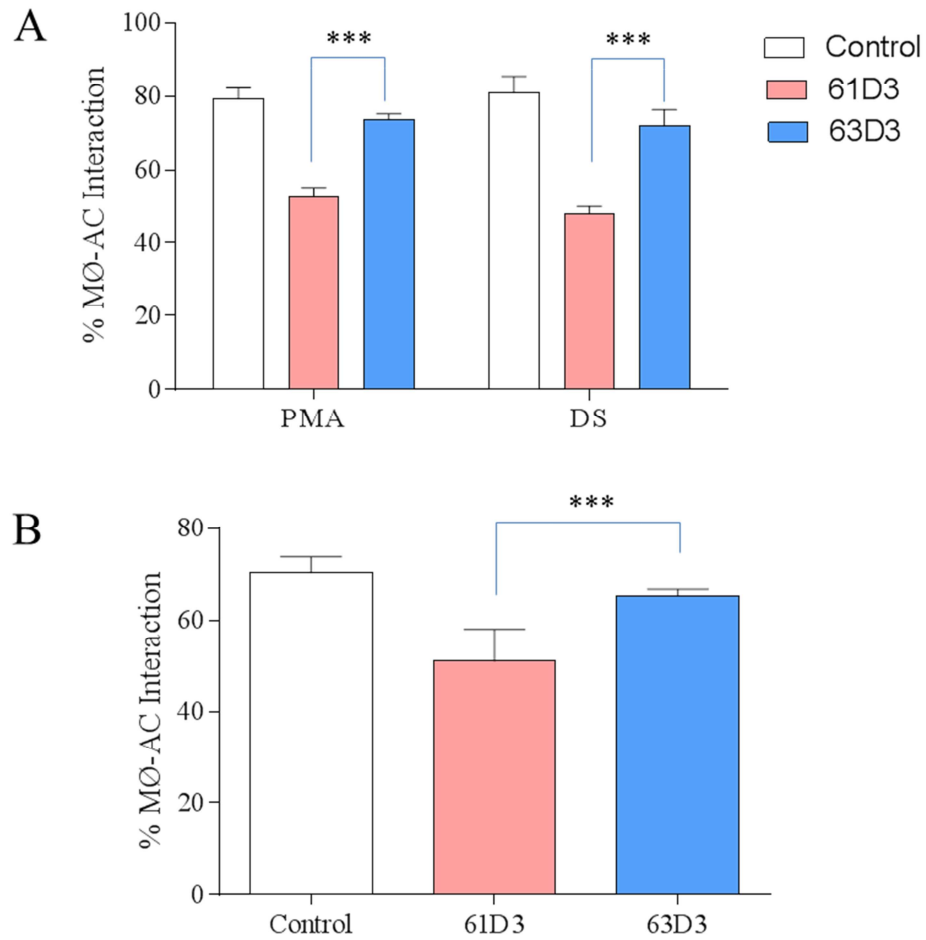 A
% MØ-AC Interaction
100
80
60
40
20
0
***
***
PMA
DS
Control
61D3
63D3
B
% MØ-AC Interaction
80
60
40
20
0
***
Control
61D3
63D3